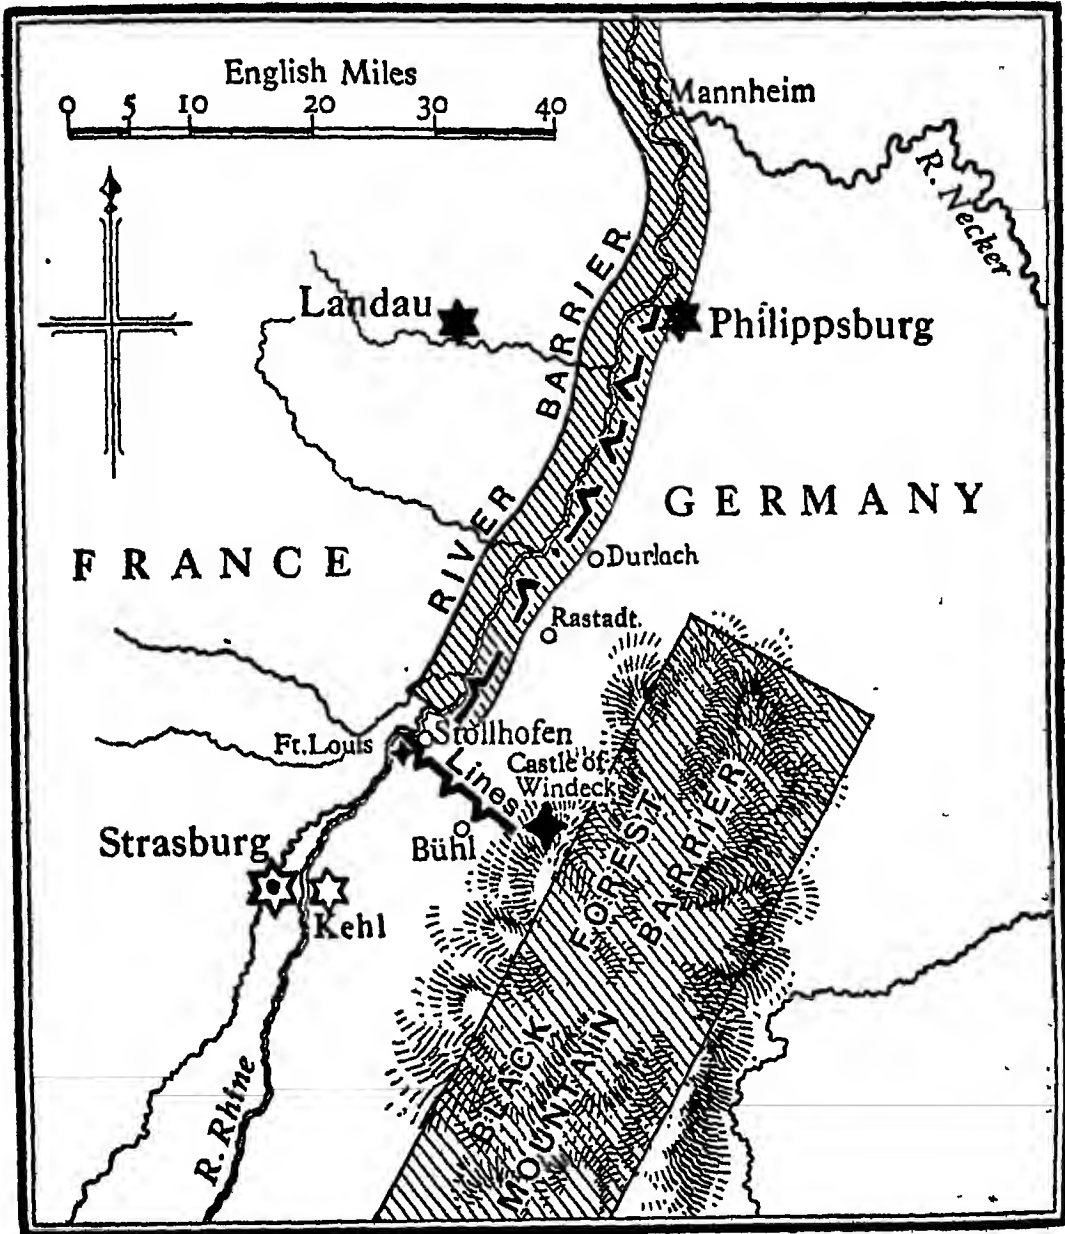 English Miles
0 5 10 20 30 40
Mannheim
R. Necker
RIVER BARRIER
Landau
Philippsburg
GERMANY
FRANCE
Durlach
Rastadt.
Ft. Louis
Stollhofen
Lines
Castle of
Windeck
Bühl
Strasburg
Kehl
BLACK FOREST
MOUNTAIN BARRIER
R. Rhine